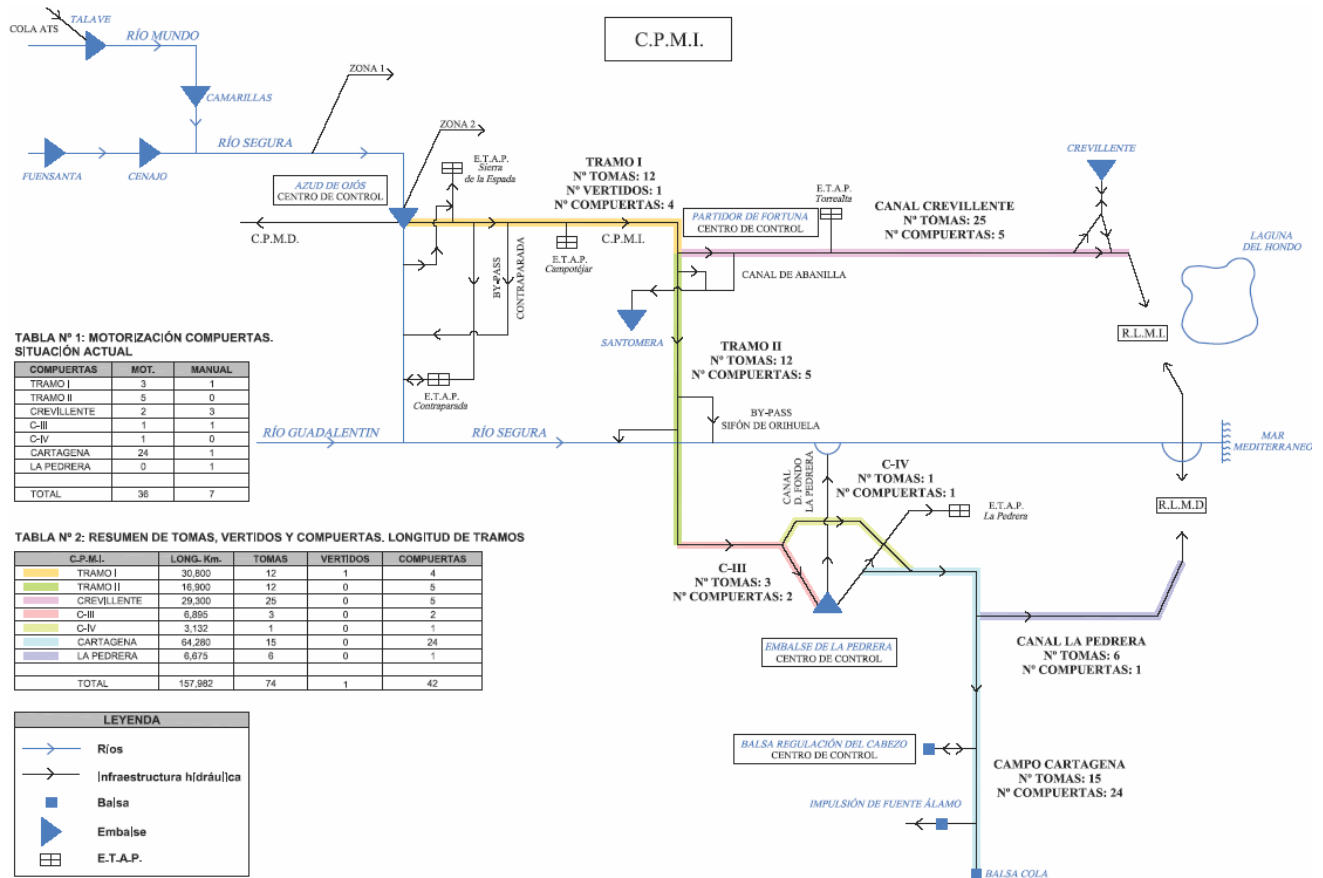 C.P.M.I.
TALAVE
COLA ATS
RÍO MUNDO
ZONA 1
CAMARILLAS
ZONA 2
RÍO SEGURA
FUENSANTA
CENAJO
E.T.A.P.
Sierra
de la Espada
TRAMO I
Nº TOMAS: 12
Nº VERTIDOS: 1
Nº COMPUERTAS: 4
CREVILLENTE
AZUD DE OJÓS
CENTRO DE CONTROL
E.T.A.P.
Torrealta
CANAL CREVILLENTE
Nº TOMAS: 25
Nº COMPUERTAS: 5
PARTIDOR DE FORTUNA
CENTRO DE CONTROL
C.P.M.D.
C.P.M.I.
E.T.A.P.
Campotéjar
LAGUNA
DEL HONDO
BY-PASS
CONTRAPARADA
CANAL DE ABANILLA
SANTOMERA
R.L.M.I.
TRAMO II
Nº TOMAS: 12
Nº COMPUERTAS: 5
TABLA Nº 1: MOTORIZACIÓN COMPUERTAS.
SITUACIÓN ACTUAL
COMPUERTAS MOT. MANUAL
TRAMO I 3 1
TRAMO II 5 0
CREVILLENTE 2 3
C-III 1 1
C-IV 1 0
CARTAGENA 24 1
LA PEDRERA 0 1
TOTAL 36 7
E.T.A.P.
Contraparada
BY-PASS
SIFÓN DE ORIHUELA
RÍO GUADALENTIN
RÍO SEGURA
MAR
MEDITERRANEO
CANAL
D. FONDO
LA PEDRERA
C-IV
Nº TOMAS: 1
Nº COMPUERTAS: 1
E.T.A.P.
La Pedrera
R.L.M.D.
C-III
Nº TOMAS: 3
Nº COMPUERTAS: 2
TABLA Nº 2: RESUMEN DE TOMAS, VERTIDOS Y COMPUERTAS. LONGITUD DE TRAMOS
C.P.M.I. LONG. Km. TOMAS VERTIDOS COMPUERTAS
TRAMO I 30,800 12 1 4
TRAMO II 16,900 12 0 5
CREVILLENTE 29,300 25 0 5
C-III 6,895 3 0 2
C-IV 3,132 1 0 1
CARTAGENA 64,280 15 0 24
LA PEDRERA 6,675 6 0 1
TOTAL 157,982 74 1 42
EMBALSE DE LA PEDRERA
CENTRO DE CONTROL
CANAL LA PEDRERA
Nº TOMAS: 6
Nº COMPUERTAS: 1
LEYENDA
Ríos
Infraestructura hidráulica
Balsa
Embalse
E.T.A.P.
BALSA REGULACIÓN DEL CABEZO
CENTRO DE CONTROL
CAMPO CARTAGENA
Nº TOMAS: 15
Nº COMPUERTAS: 24
IMPULSIÓN DE FUENTE ÁLAMO
BALSA COLA